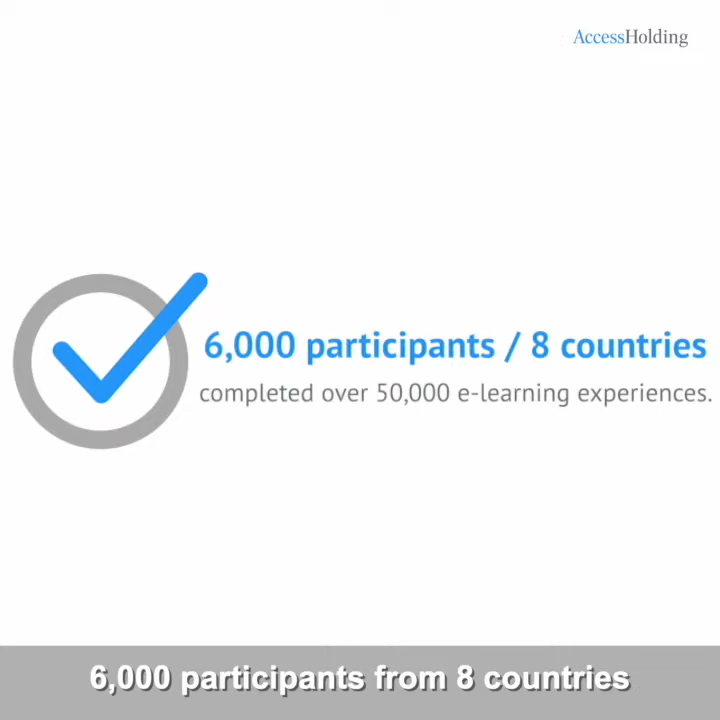 AccessHolding
6,000 participants / 8 countries
completed over 50,000 e-learning experiences.
6,000 participants from 8 countries